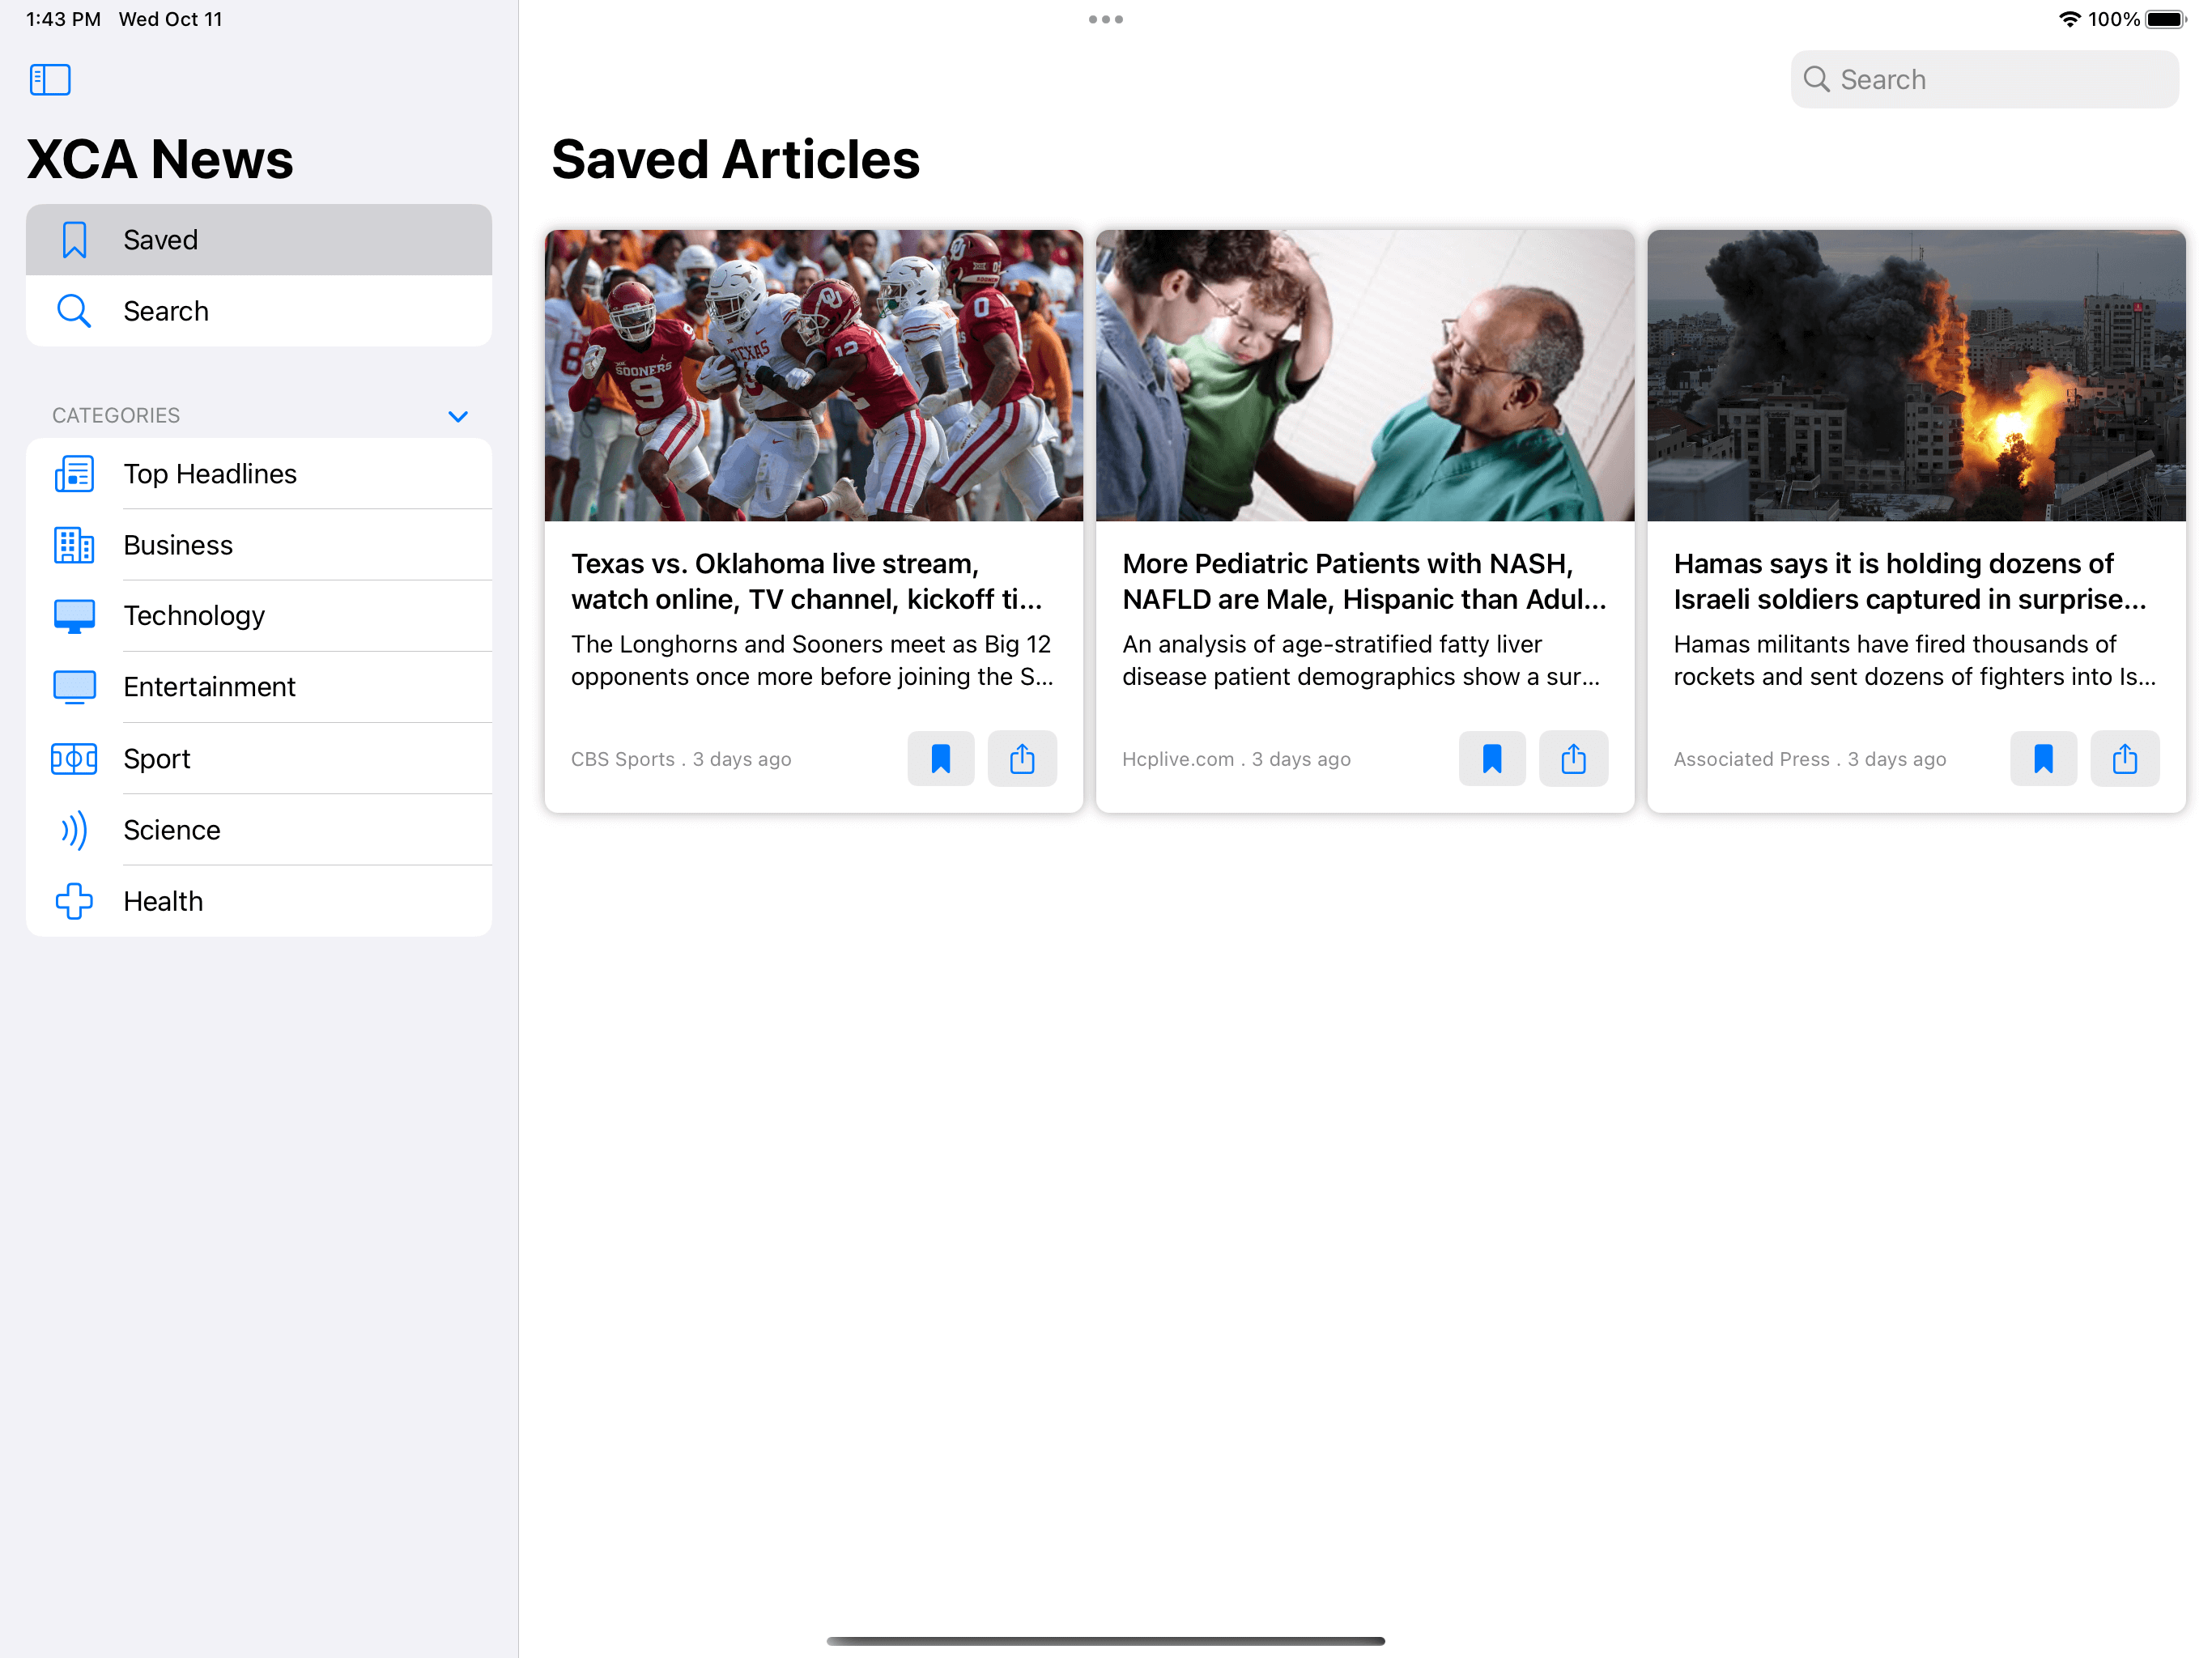 1:43 PM Wed Oct 11
100%
XCA News
Saved
Search
CATEGORIES
Top Headlines
Business
Technology
Entertainment
Sport
Science
Health
Search
Saved Articles
SOONERS
9
TEXAS
12
0
8
Texas vs. Oklahoma live stream,
watch online, TV channel, kickoff ti...
The Longhorns and Sooners meet as Big 12
opponents once more before joining the S...
CBS Sports . 3 days ago
More Pediatric Patients with NASH,
NAFLD are Male, Hispanic than Adul...
An analysis of age-stratified fatty liver
disease patient demographics show a sur...
Hcplive.com . 3 days ago
Hamas says it is holding dozens of
Israeli soldiers captured in surprise...
Hamas militants have fired thousands of
rockets and sent dozens of fighters into Is...
Associated Press . 3 days ago